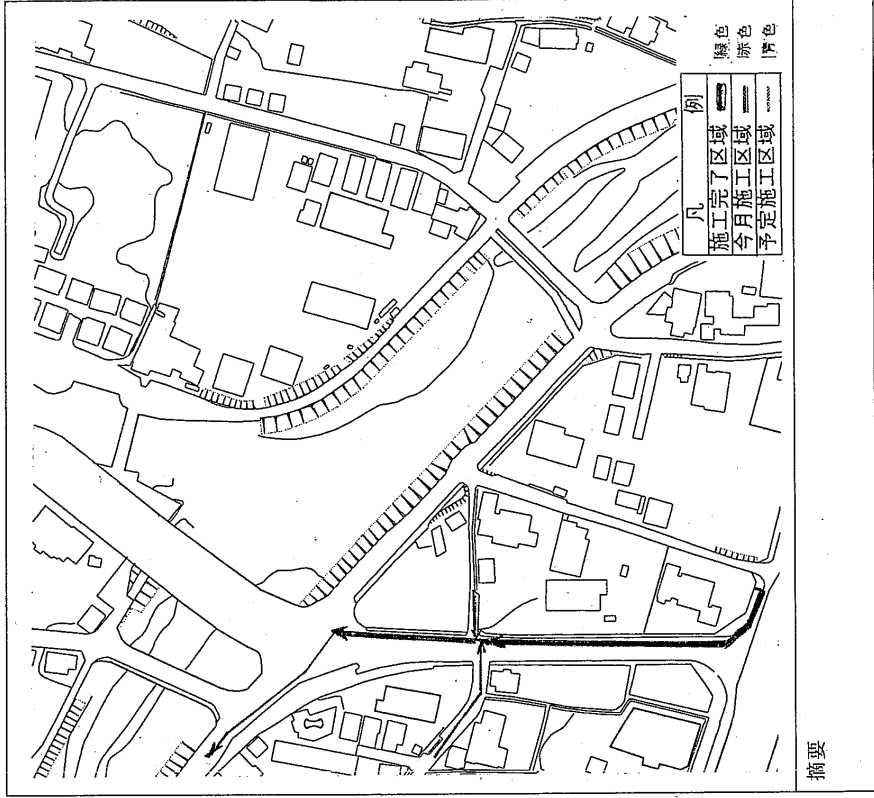 凡例
施工完了区域 緑色
今月施工区域 赤色
予定施工区域 青色
摘要